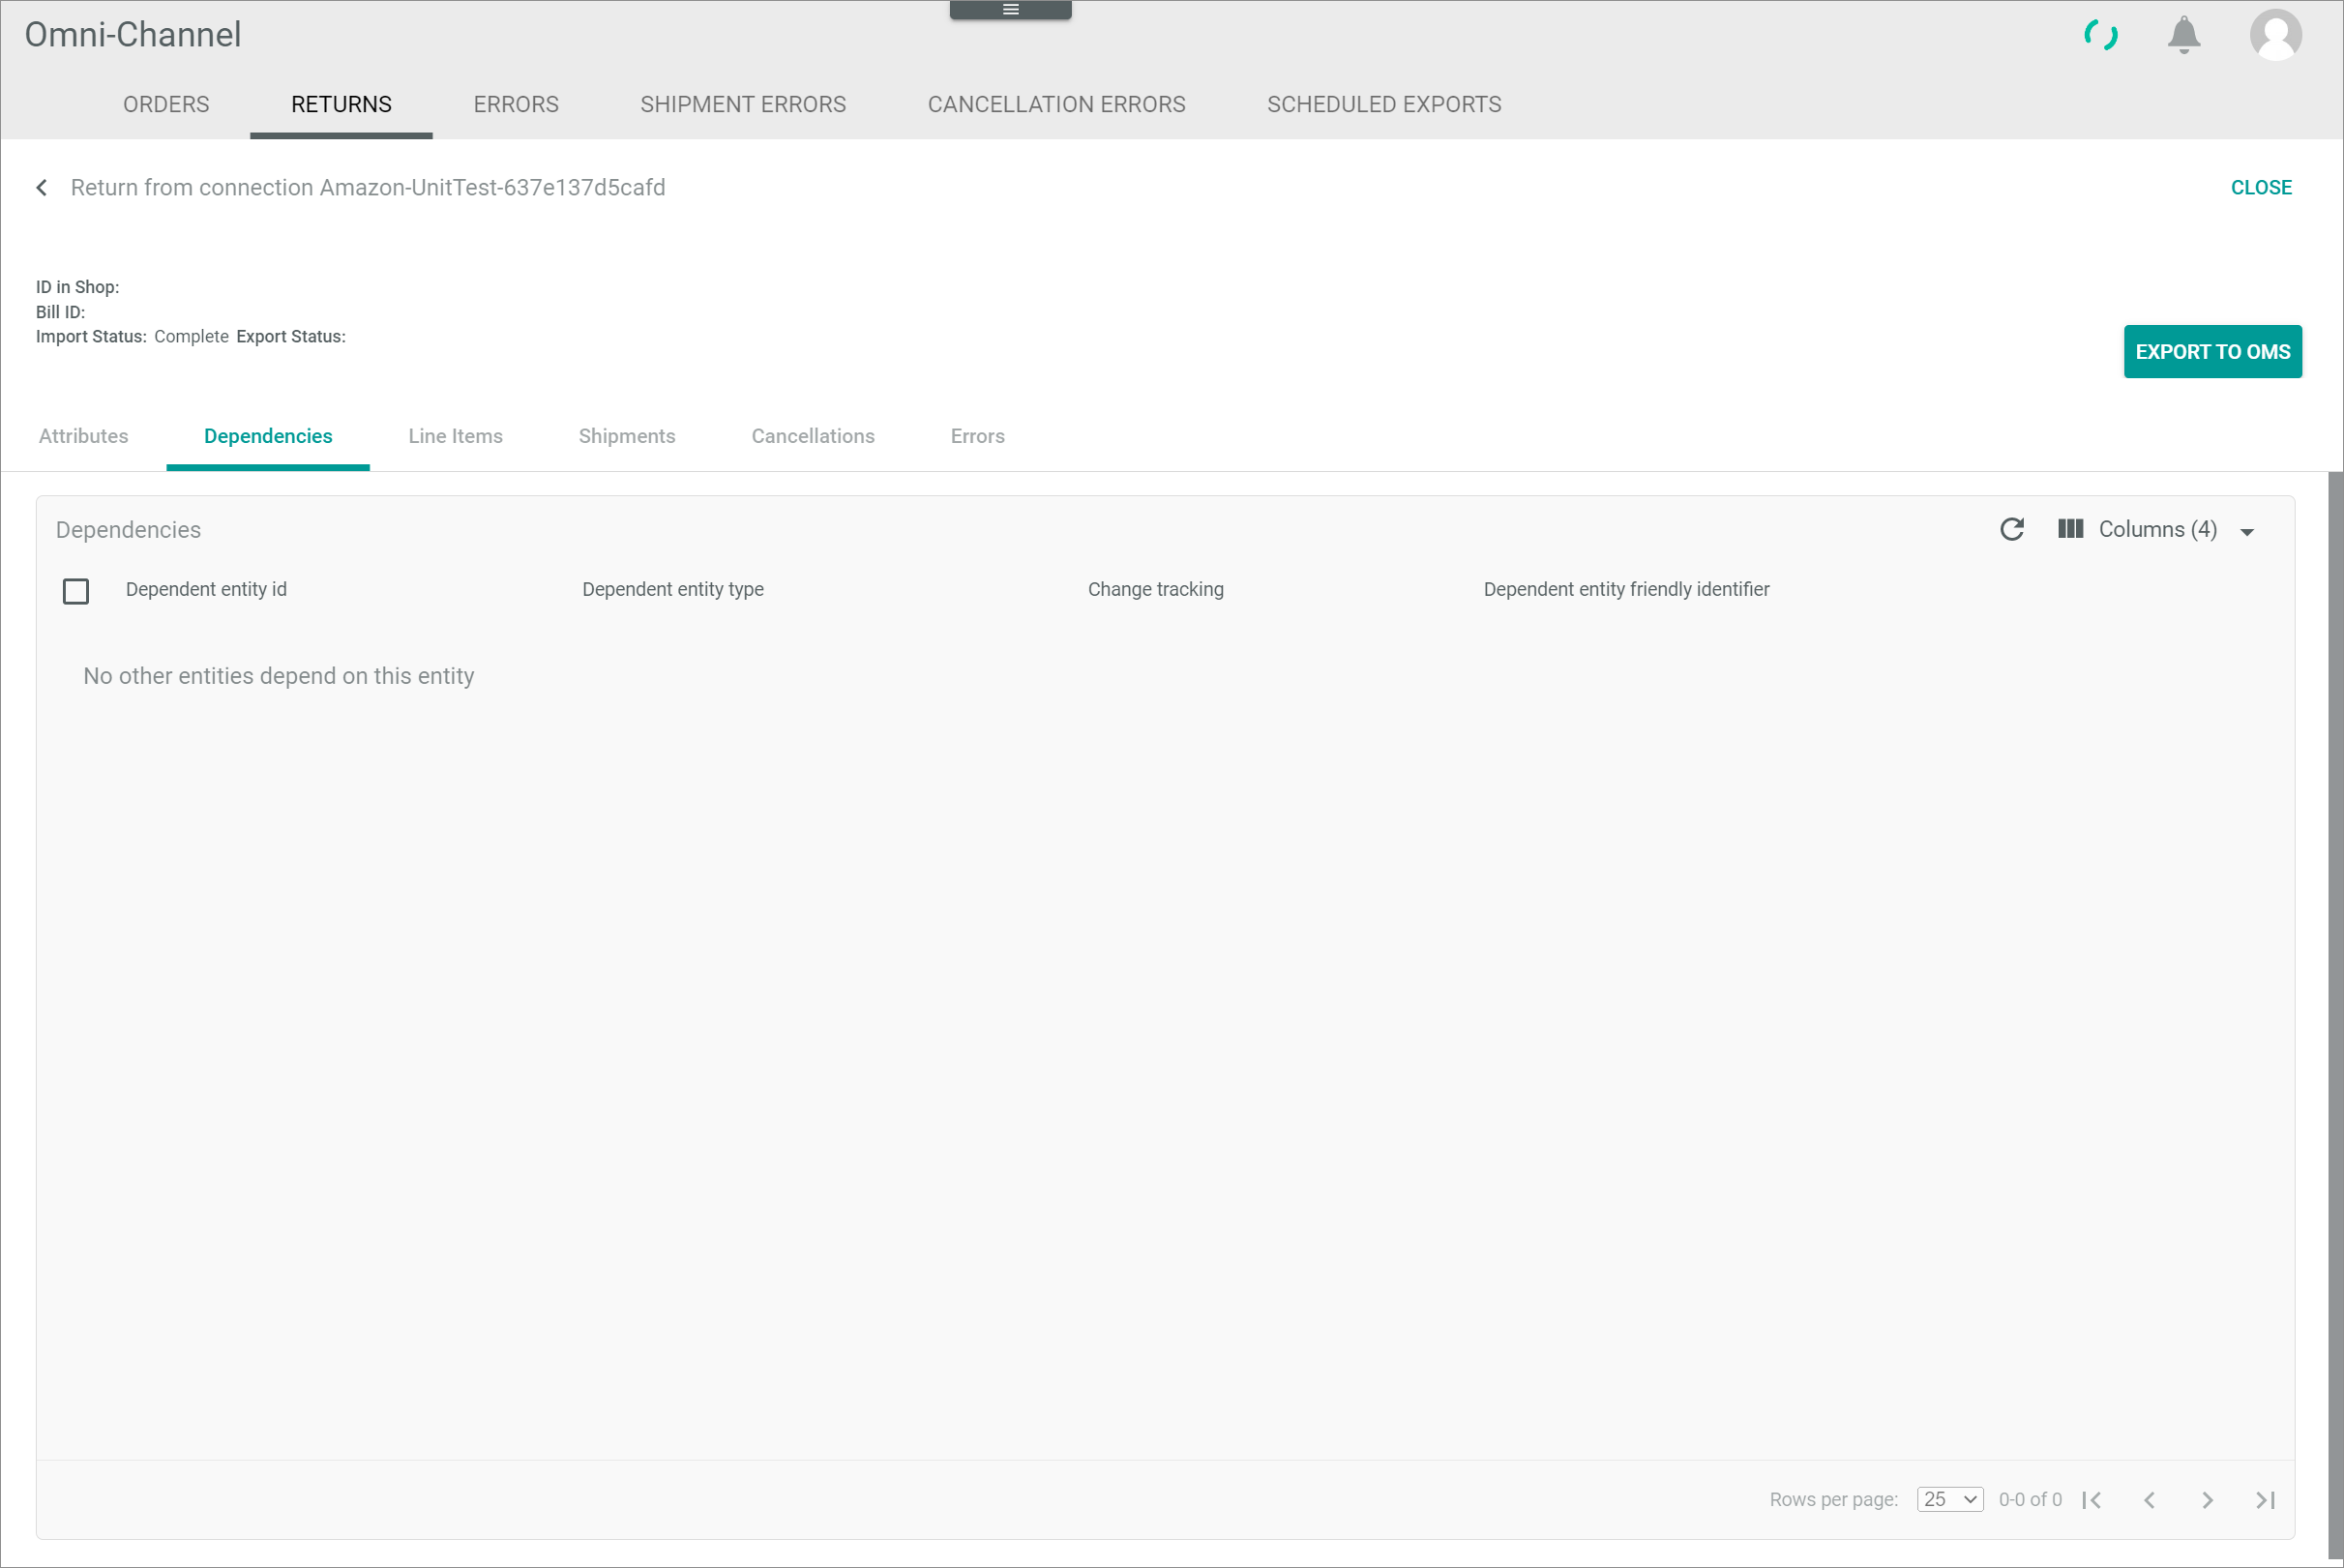 Omni-Channel
ORDERS RETURNS ERRORS SHIPMENT ERRORS CANCELLATION ERRORS SCHEDULED EXPORTS
Return from connection Amazon-UnitTest-637e137d5cafd CLOSE
ID in Shop:
Bill ID:
Import Status: Complete Export Status:
EXPORT TO OMS
Attributes Dependencies Line Items Shipments Cancellations Errors
Dependencies Columns (4)
Dependent entity id Dependent entity type Change tracking Dependent entity friendly identifier
No other entities depend on this entity
Rows per page: 25 0-0 of 0